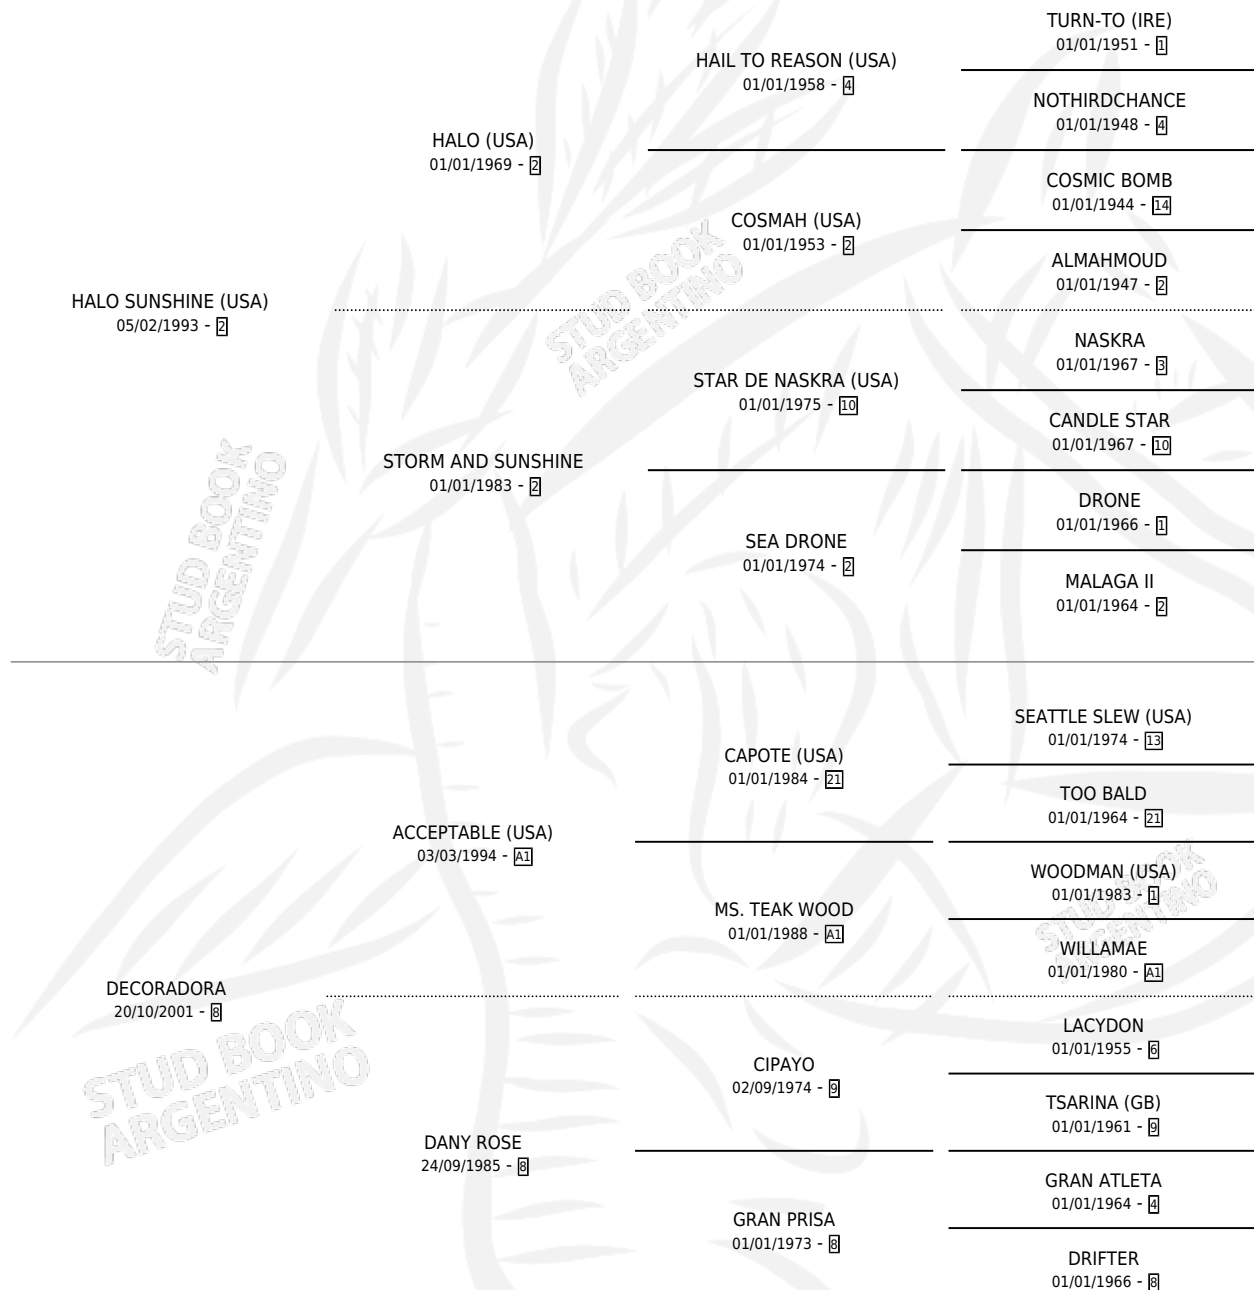 TURN-TO (IRE)
01/01/1951 - 1
HAIL TO REASON (USA)
01/01/1958 - 4
NOTHIRDCHANCE
01/01/1948 - 4
HALO (USA)
01/01/1969 - 2
COSMIC BOMB
01/01/1944 - 14
COSMAH (USA)
01/01/1953 - 2
ALMAHMOUD
01/01/1947 - 2
HALO SUNSHINE (USA)
05/02/1993 - 2
NASKRA
01/01/1967 - 3
STAR DE NASKRA (USA)
01/01/1975 - 10
CANDLE STAR
01/01/1967 - 10
STORM AND SUNSHINE
01/01/1983 - 2
DRONE
01/01/1966 - 1
SEA DRONE
01/01/1974 - 2
MALAGA II
01/01/1964 - 2
SEATTLE SLEW (USA)
01/01/1974 - 13
CAPOTE (USA)
01/01/1984 - 21
TOO BALD
01/01/1964 - 21
ACCEPTABLE (USA)
03/03/1994 - A1
WOODMAN (USA)
01/01/1983 - 1
MS. TEAK WOOD
01/01/1988 - A1
WILLAMAE
01/01/1980 - A1
DECORADORA
20/10/2001 - 8
LACYDON
01/01/1955 - 6
CIPAYO
02/09/1974 - 9
TSARINA (GB)
01/01/1961 - 9
DANY ROSE
24/09/1985 - 8
GRAN ATLETA
01/01/1964 - 4
GRAN PRISA
01/01/1973 - 8
DRIFTER
01/01/1966 - 8
STUD BOOK
ARGENTINO
STUD BOOK
ARGENTINO
STUD BOOK
ARGENTINO
STUD BOOK
ARGENTINO